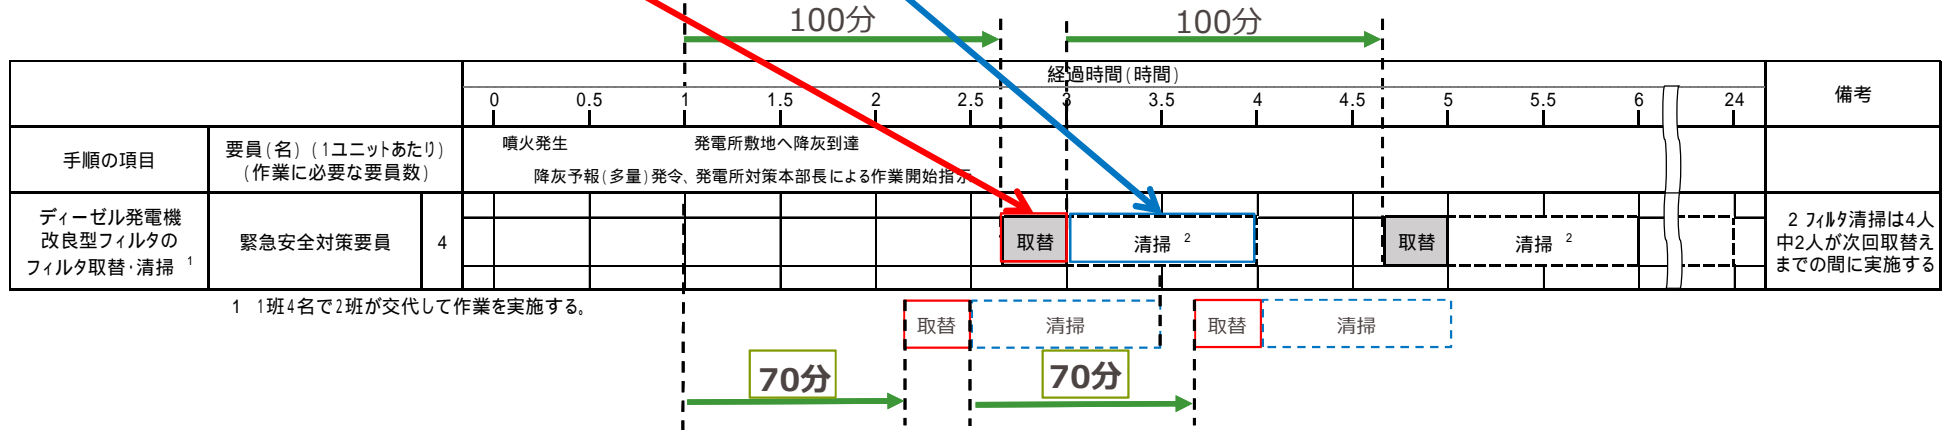 100分
100分
経過時間(時間)
備考
0 0.5 1 1.5 2 2.5 3 3.5 4 4.5 5 5.5 6 24
手順の項目
要員(名)(1ユニットあたり)
(作業に必要な要員数)
噴火発生
発電所敷地へ降灰到達
降灰予報(多量)発令、発電所対策本部長による作業開始指示
ディーゼル発電機
改良型フィルタの
フィルタ取替・清掃 1
緊急安全対策要員
4
取替
清掃 2
取替
清掃 2
2 フィルタ清掃は4人
中2人が次回取替え
までの間に実施する
1 1班4名で2班が交代して作業を実施する。
取替
清掃
取替
清掃
70分
70分